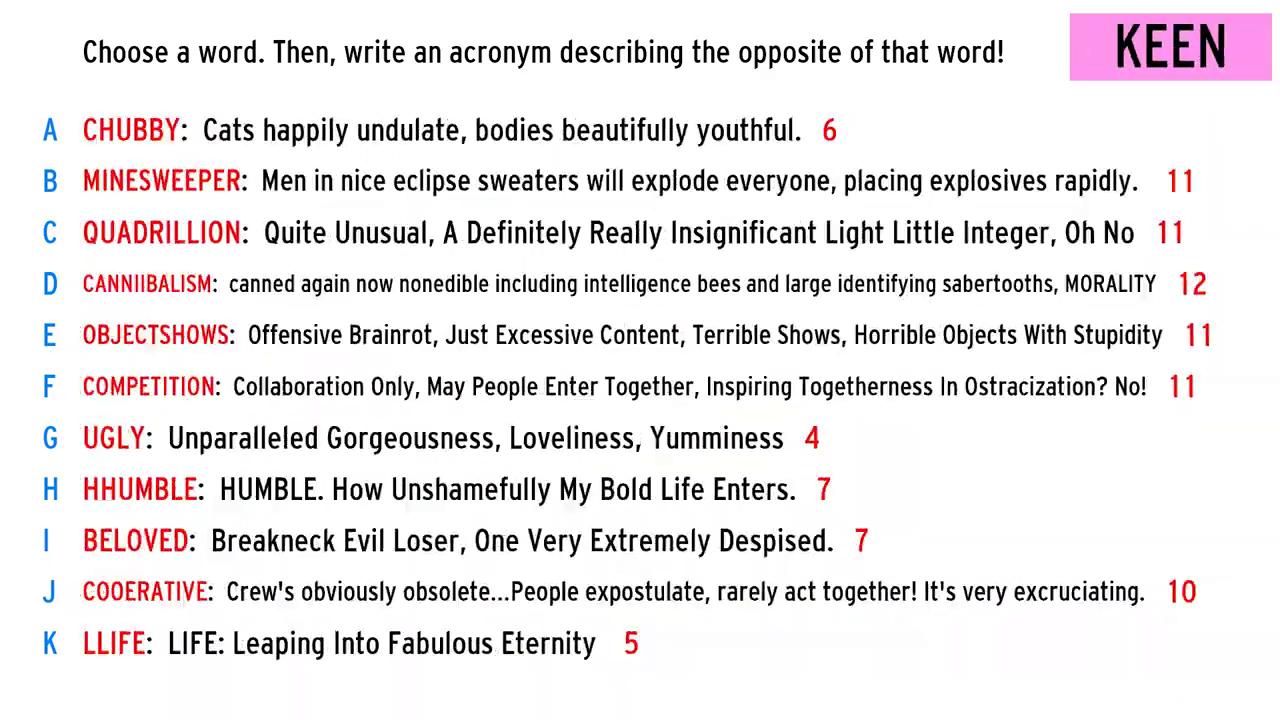 Choose a word. Then, write an acronym describing the opposite of that word!
KEEN
A CHUBBY: Cats happily undulate, bodies beautifully youthful. 6
B MINESWEEPER: Men in nice eclipse sweaters will explode everyone, placing explosives rapidly. 11
C QUADRILLION: Quite Unusual, A Definitely Really Insignificant Light Little Integer, Oh No 11
D CANNIIBALISM: canned again now nonedible including intelligence bees and large identifying sabertooths, MORALITY 12
E OBJECTSHOWS: Offensive Brainrot, Just Excessive Content, Terrible Shows, Horrible Objects With Stupidity 11
F COMPETITION: Collaboration Only, May People Enter Together, Inspiring Togetherness In Ostracization? No! 11
G UGLY: Unparalleled Gorgeousness, Loveliness, Yumminess 4
H HHUMBLE: HUMBLE. How Unshamefully My Bold Life Enters. 7
I BELOVED: Breakneck Evil Loser, One Very Extremely Despised. 7
J COOERATIVE: Crew's obviously obsolete...People expostulate, rarely act together! It's very excruciating. 10
K LLIFE: LIFE: Leaping Into Fabulous Eternity 5